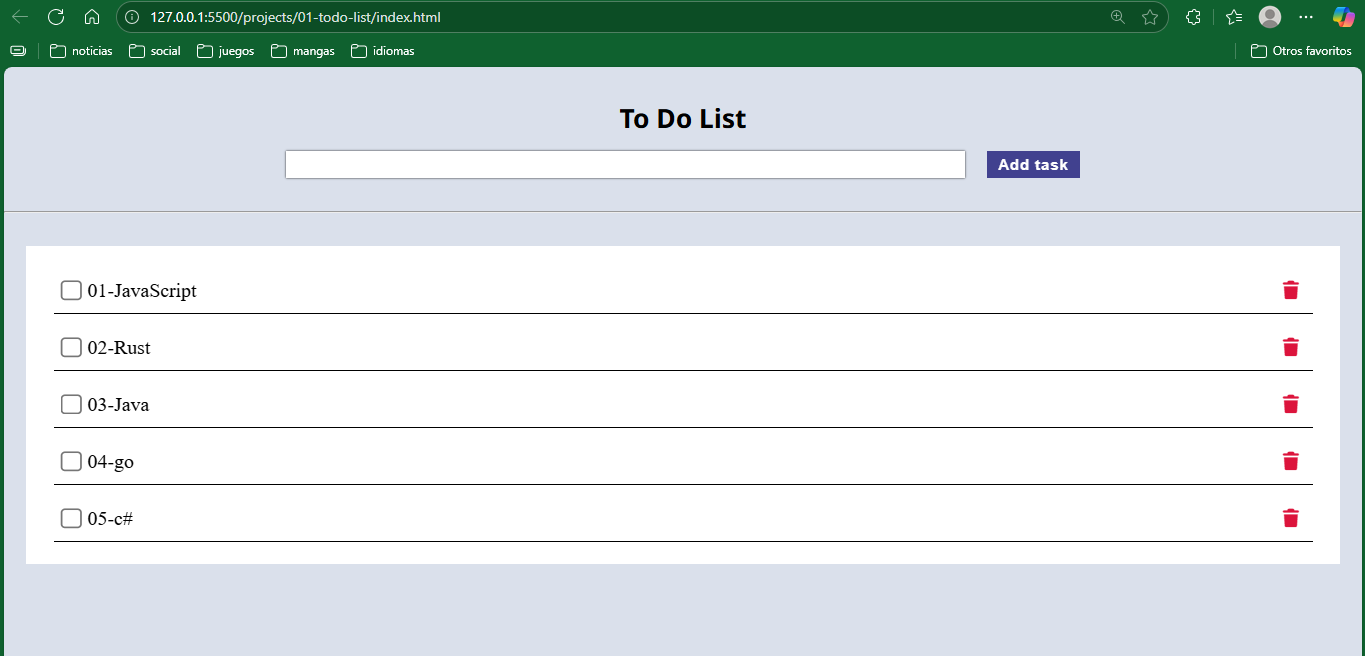 127.0.0.1:5500/projects/01-todo-list/index.html
noticias social juegos mangas idiomas Otros favoritos
To Do List
Add task
01-JavaScript
02-Rust
03-Java
04-go
05-c#